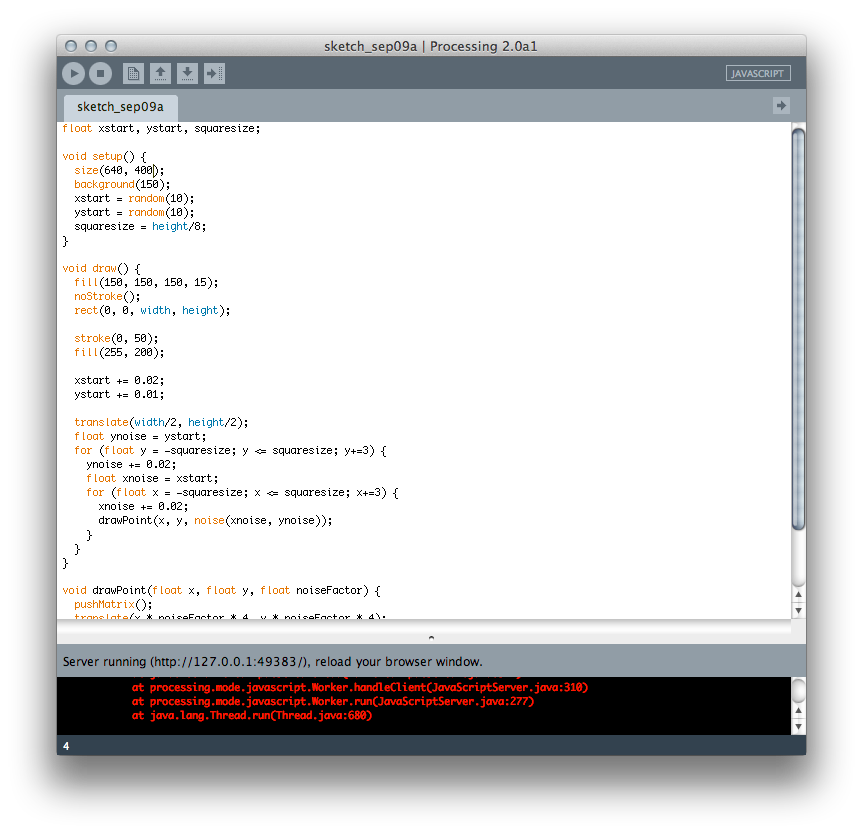 sketch_sep09a | Processing 2.0a1
JAVASCRIPT
sketch_sep09a
float xstart, ystart, squaresize;
void setup() {
size(640, 400);
background(150);
xstart = random(10);
ystart = random(10);
squaresize = height/8;
}
void draw() {
fill(150, 150, 150, 15);
noStroke();
rect(0, 0, width, height);
stroke(0, 50);
fill(255, 200);
xstart += 0.02;
ystart += 0.01;
translate(width/2, height/2);
float ynoise = ystart;
for (float y = -squaresize; y <= squaresize; y+=3) {
ynoise += 0.02;
float xnoise = xstart;
for (float x = -squaresize; x <= squaresize; x+=3) {
xnoise += 0.02;
drawPoint(x, y, noise(xnoise, ynoise));
}
}
}
void drawPoint(float x, float y, float noiseFactor) {
pushMatrix();
translate(x * noiseFactor * 4, y * noiseFactor * 4);
Server running (http://127.0.0.1:49383/), reload your browser window.
at processing.mode.javascript.Worker.handleClient(JavaScriptServer.java:310)
at processing.mode.javascript.Worker.run(JavaScriptServer.java:277)
at java.lang.Thread.run(Thread.java:680)
4